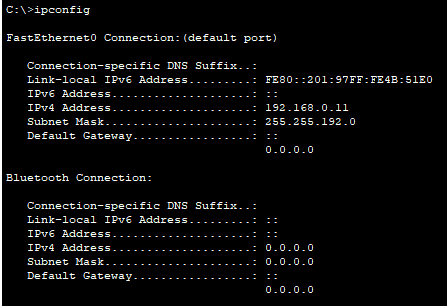 C:\>ipconfig
FastEthernet0 Connection:(default port)
Connection-specific DNS Suffix..:
Link-local IPv6 Address.........: FE80::201:97FF:FE4B:51E0
IPv6 Address....................: ::
IPv4 Address....................: 192.168.0.11
Subnet Mask.....................: 255.255.192.0
Default Gateway.................: ::
0.0.0.0
Bluetooth Connection:
Connection-specific DNS Suffix..:
Link-local IPv6 Address.........: ::
IPv6 Address....................: ::
IPv4 Address....................: 0.0.0.0
Subnet Mask.....................: 0.0.0.0
Default Gateway.................: ::
0.0.0.0